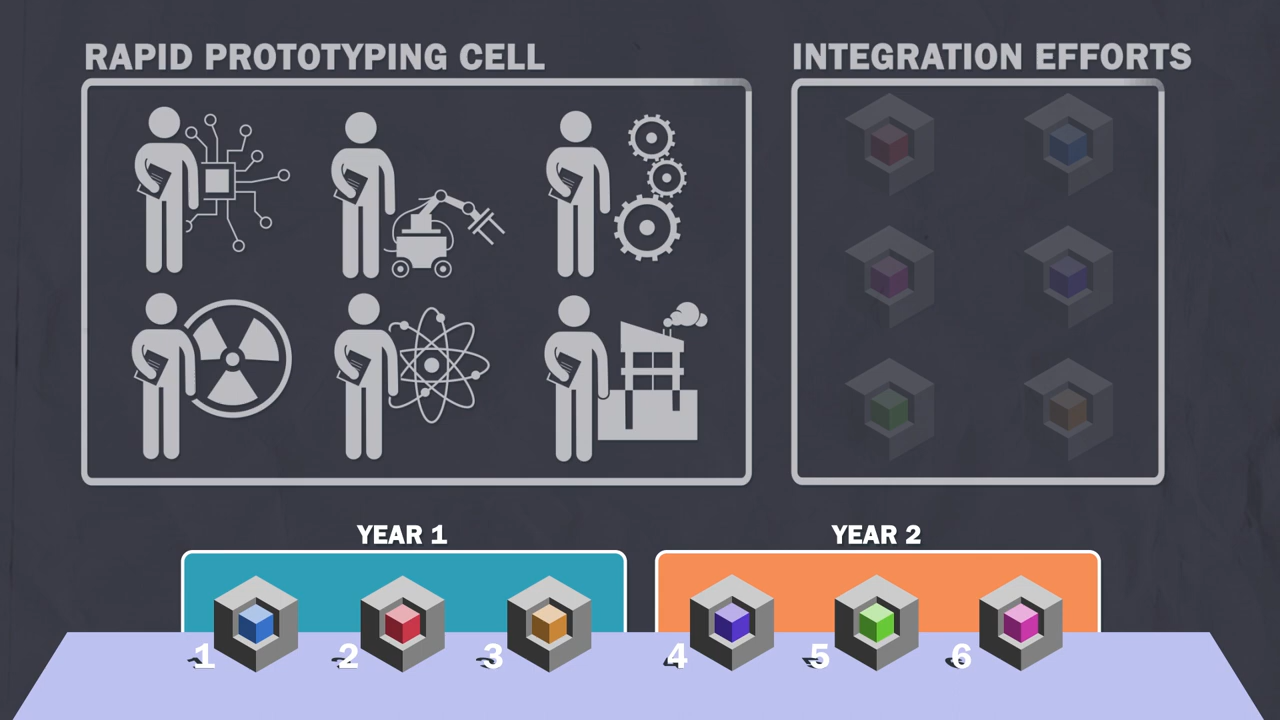 RAPID PROTOTYPING CELL
INTEGRATION EFFORTS
YEAR 1
YEAR 2
1 2 3 4 5 6